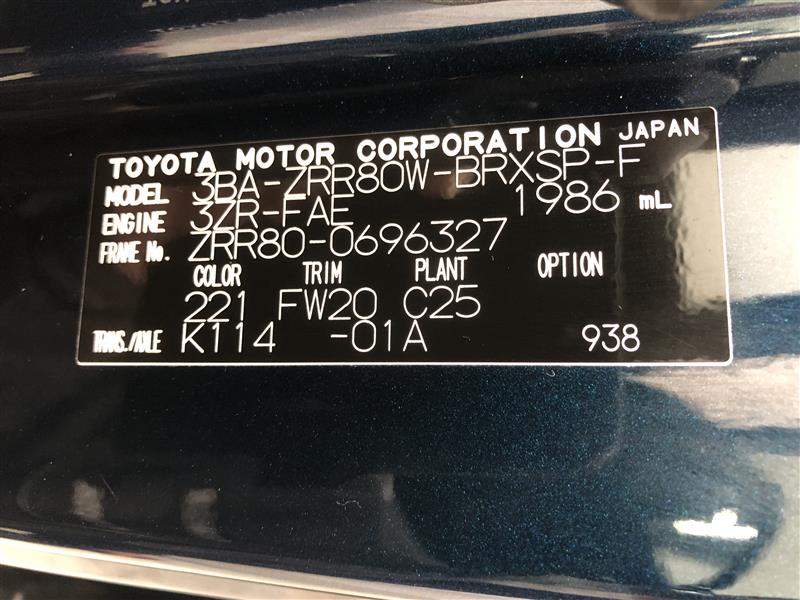 TOYOTA MOTOR CORPORATION JAPAN
MODEL 3BA-ZRR80W-BRXSP-F
ENGINE 3ZR-FAE 1986 mL
FRAME No. ZRR80-0696327
COLOR TRIM PLANT OPTION
221 FW20 C25
TRANS./AXLE K114 -01A 938